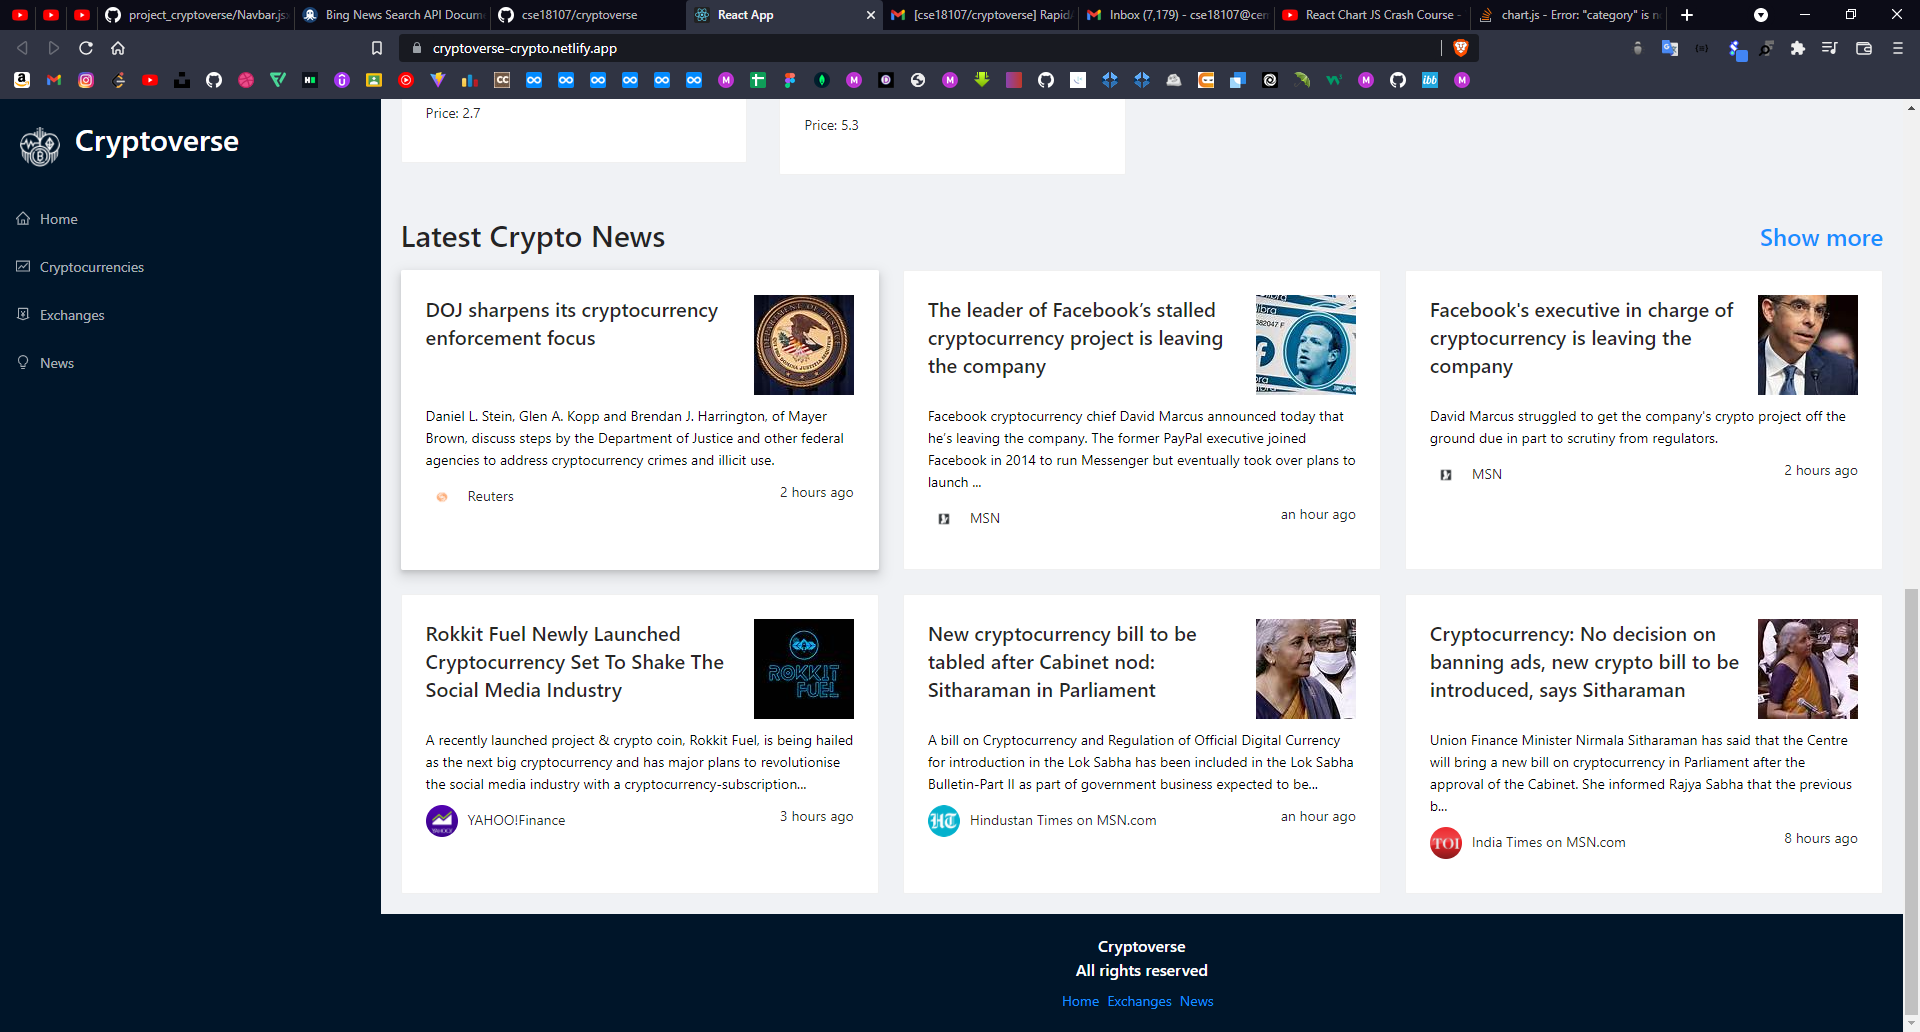 project_cryptoverse/Navbar.jsx
Bing News Search API Docume
cse18107/cryptoverse
React App
[cse18107/cryptoverse] Rapid
Inbox (7,179) - cse18107@cen
React Chart JS Crash Course -
chart.js - Error: "category" is n
cryptoverse-crypto.netlify.app
Cryptoverse
Home
Cryptocurrencies
Exchanges
News
Price: 2.7
Price: 5.3
Latest Crypto News
Show more
DOJ sharpens its cryptocurrency
enforcement focus
Daniel L. Stein, Glen A. Kopp and Brendan J. Harrington, of Mayer
Brown, discuss steps by the Department of Justice and other federal
agencies to address cryptocurrency crimes and illicit use.
Reuters
2 hours ago
The leader of Facebook’s stalled
cryptocurrency project is leaving
the company
Facebook cryptocurrency chief David Marcus announced today that
he’s leaving the company. The former PayPal executive joined
Facebook in 2014 to run Messenger but eventually took over plans to
launch ...
MSN
an hour ago
Facebook's executive in charge of
cryptocurrency is leaving the
company
David Marcus struggled to get the company's crypto project off the
ground due in part to scrutiny from regulators.
MSN
2 hours ago
Rokkit Fuel Newly Launched
Cryptocurrency Set To Shake The
Social Media Industry
ROKKIT
FUEL
A recently launched project & crypto coin, Rokkit Fuel, is being hailed
as the next big cryptocurrency and has major plans to revolutionise
the social media industry with a cryptocurrency-subscription...
YAHOO!Finance
3 hours ago
New cryptocurrency bill to be
tabled after Cabinet nod:
Sitharaman in Parliament
A bill on Cryptocurrency and Regulation of Official Digital Currency
for introduction in the Lok Sabha has been included in the Lok Sabha
Bulletin-Part II as part of government business expected to be...
HT
Hindustan Times on MSN.com
an hour ago
Cryptocurrency: No decision on
banning ads, new crypto bill to be
introduced, says Sitharaman
Union Finance Minister Nirmala Sitharaman has said that the Centre
will bring a new bill on cryptocurrency in Parliament after the
approval of the Cabinet. She informed Rajya Sabha that the previous
b...
TOI
India Times on MSN.com
8 hours ago
Cryptoverse
All rights reserved
Home Exchanges News